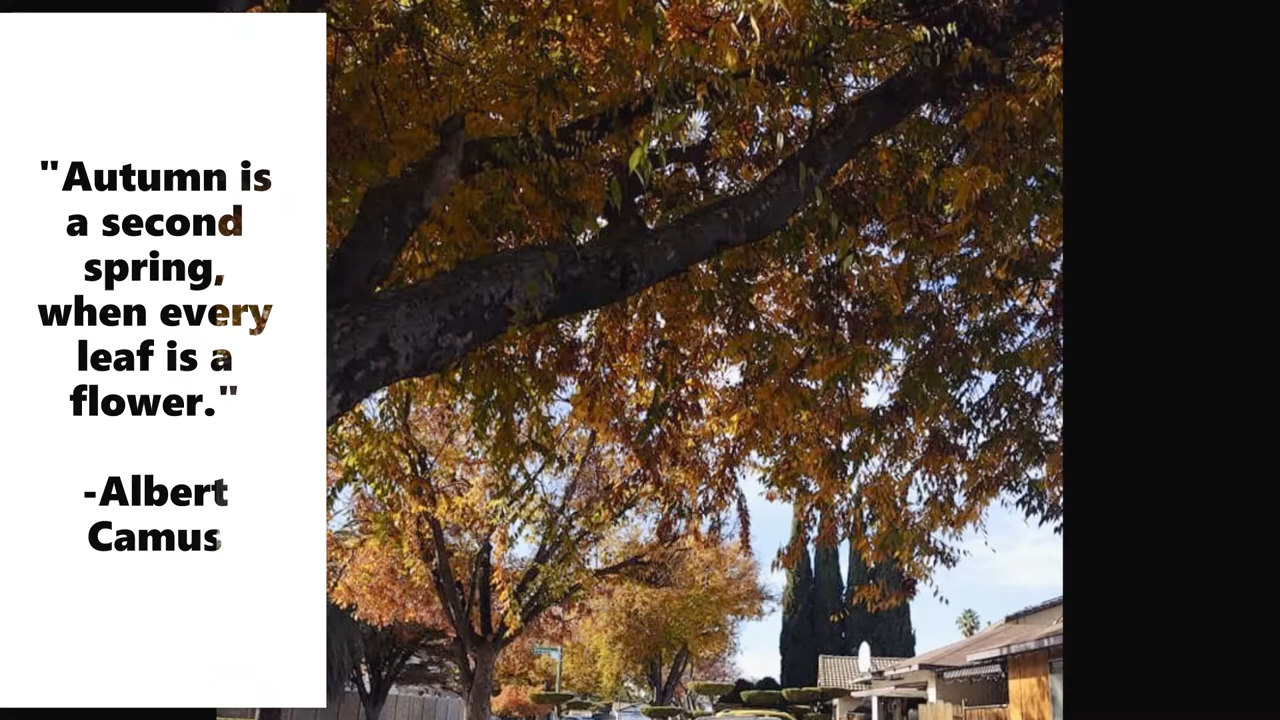 "Autumn is
a second
spring,
when every
leaf is a
flower."
-Albert
Camus